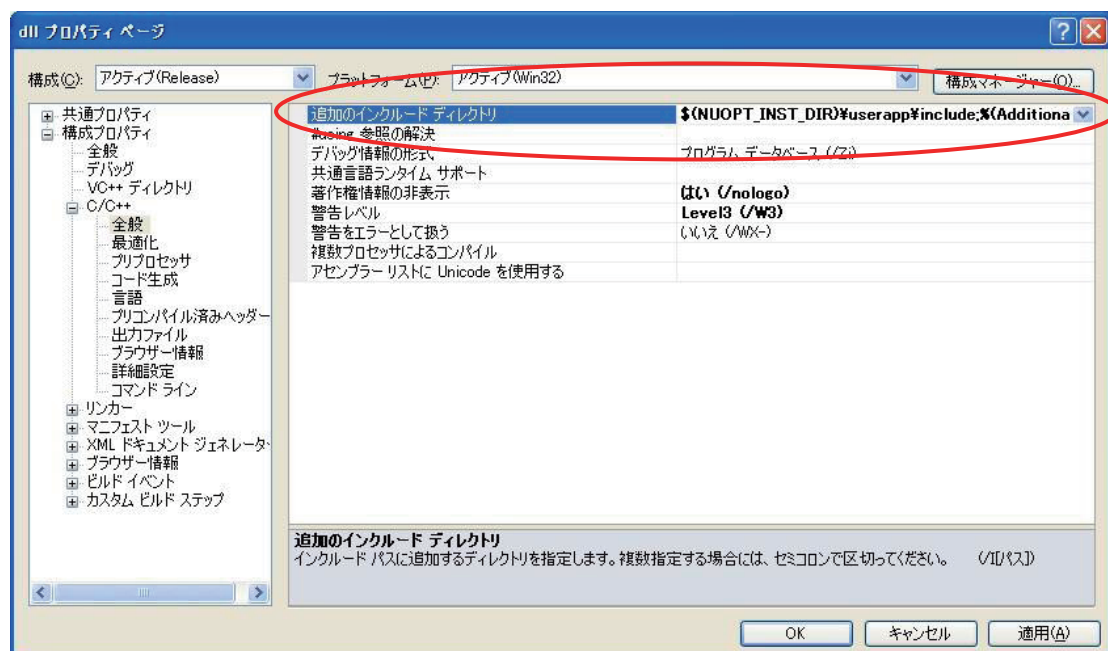 dll プロパティ ページ
構成(C): アクティブ(Release) プラットフォーム(P): アクティブ(Win32) 構成マネージャー(O)...
共通プロパティ
構成プロパティ
全般
デバッグ
VC++ ディレクトリ
C/C++
全般
最適化
プリプロセッサ
コード生成
言語
プリコンパイル済みヘッダー
出力ファイル
ブラウザー情報
詳細設定
コマンド ライン
リンカー
マニフェスト ツール
XML ドキュメント ジェネレーター
ブラウザー情報
ビルド イベント
カスタム ビルド ステップ
追加のインクルード ディレクトリ $(NUOPT_INST_DIR)¥userapp¥include;%(Additiona
#using 参照の解決
デバッグ情報の形式 プログラム データベース (/Zi)
共通言語ランタイム サポート
著作権情報の非表示 はい (/nologo)
警告レベル Level3 (/W3)
警告をエラーとして扱う いいえ (/WX-)
複数プロセッサによるコンパイル
アセンブラー リストに Unicode を使用する
追加のインクルード ディレクトリ
インクルード パスに追加するディレクトリを指定します。複数指定する場合には、セミコロンで区切ってください。 (/I[パス])
OK キャンセル 適用(A)